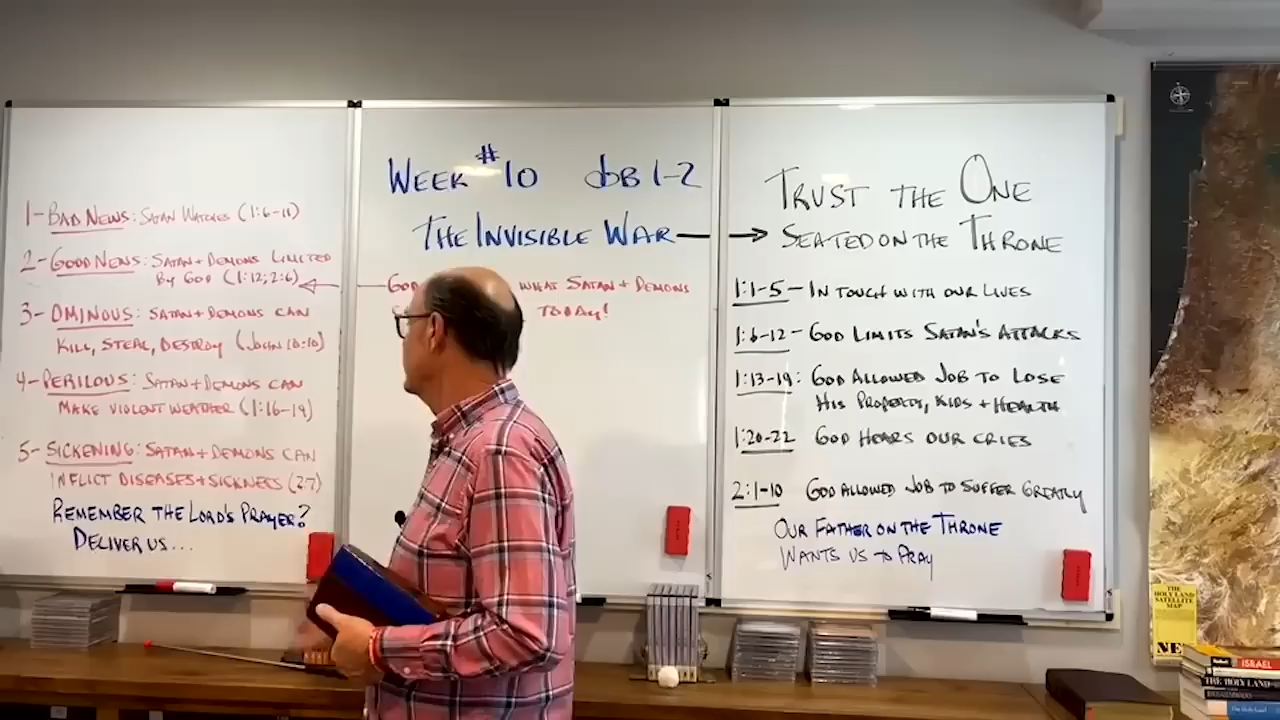 1- BAD NEWS: SATAN WATCHES (1:6-11)
2- GOOD NEWS: SATAN + DEMONS LIMITED
BY GOD (1:12; 2:6)
3- OMINOUS: SATAN + DEMONS CAN
KILL, STEAL, DESTROY (JOHN 10:10)
4- PERILOUS: SATAN + DEMONS CAN
MAKE VIOLENT WEATHER (1:16-19)
5- SICKENING: SATAN + DEMONS CAN
INFLICT DISEASES + SICKNESS (2:7)
REMEMBER THE LORD'S PRAYER?
DELIVER US...
WEEK #10 JOB 1-2
THE INVISIBLE WAR
GOD WHAT SATAN + DEMONS
TODAY!
TRUST THE ONE
SEATED ON THE THRONE
1:1-5 - IN TOUCH WITH OUR LIVES
1:6-12 - GOD LIMITS SATAN'S ATTACKS
1:13-19: GOD ALLOWED JOB TO LOSE
HIS PROPERTY, KIDS + HEALTH
1:20-22 GOD HEARS OUR CRIES
2:1-10 GOD ALLOWED JOB TO SUFFER GREATLY
OUR FATHER ON THE THRONE
WANTS US TO PRAY
THE HOLY LAND
SATELLITE
MAP
NE
ISRAEL
THE HOLY LAND